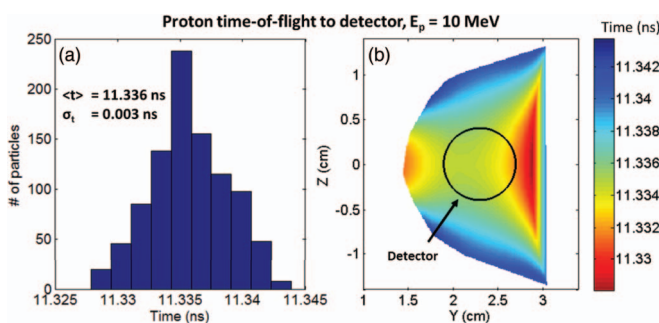 Proton time-of-flight to detector, Eₚ = 10 MeV
(a)
<t> = 11.336 ns
σₜ = 0.003 ns
# of particles
250
200
150
100
50
0
11.325
11.33
11.335
11.34
11.345
Time (ns)
(b)
Z (cm)
1
0.5
0
-0.5
-1
Detector
1
1.5
2
2.5
3
Y (cm)
Time (ns)
11.342
11.34
11.338
11.336
11.334
11.332
11.33